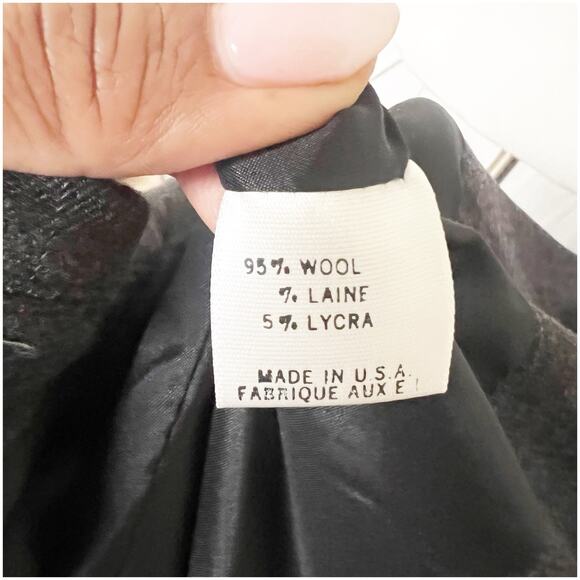 95% WOOL
% LAINE
5% LYCRA
MADE IN U.S.A.
FABRIQUE AUX E